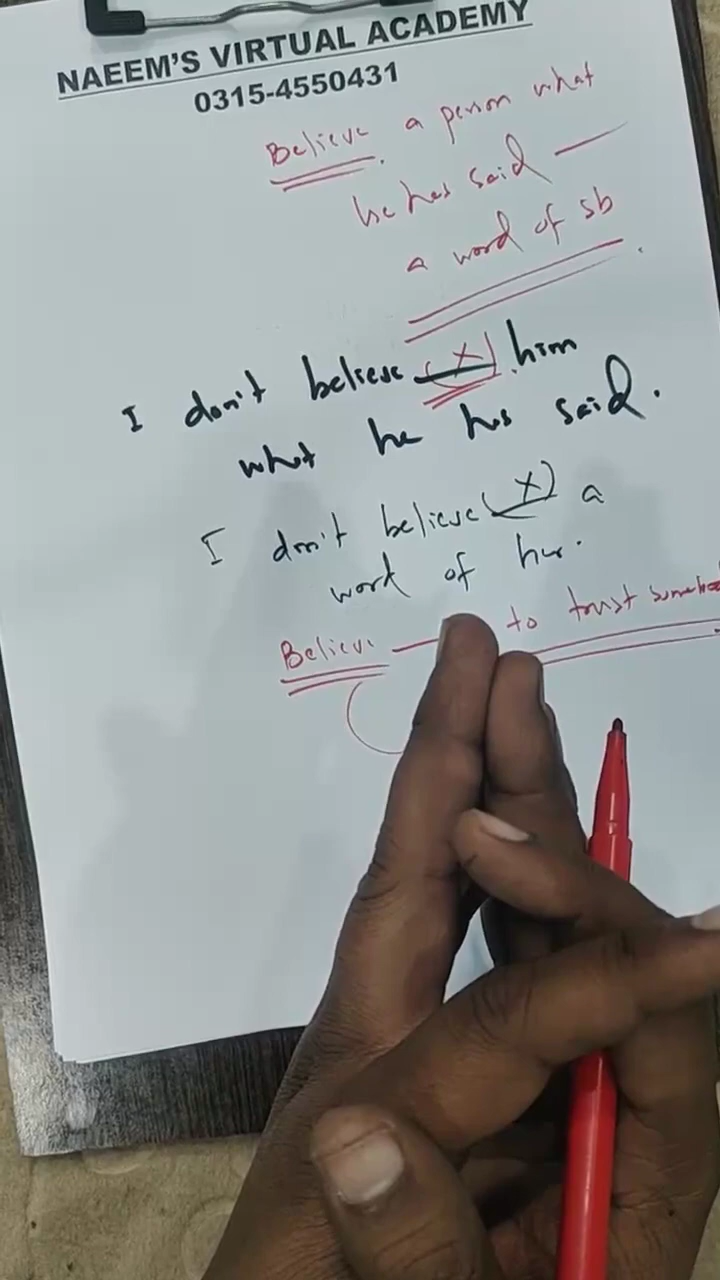 NAEEM'S VIRTUAL ACADEMY
0315-4550431
Believe a person what
he has said —
a word of sb
I don't believe (X) him
what he has said.
I don't believe (X) a
word of her.
Believe — to trust